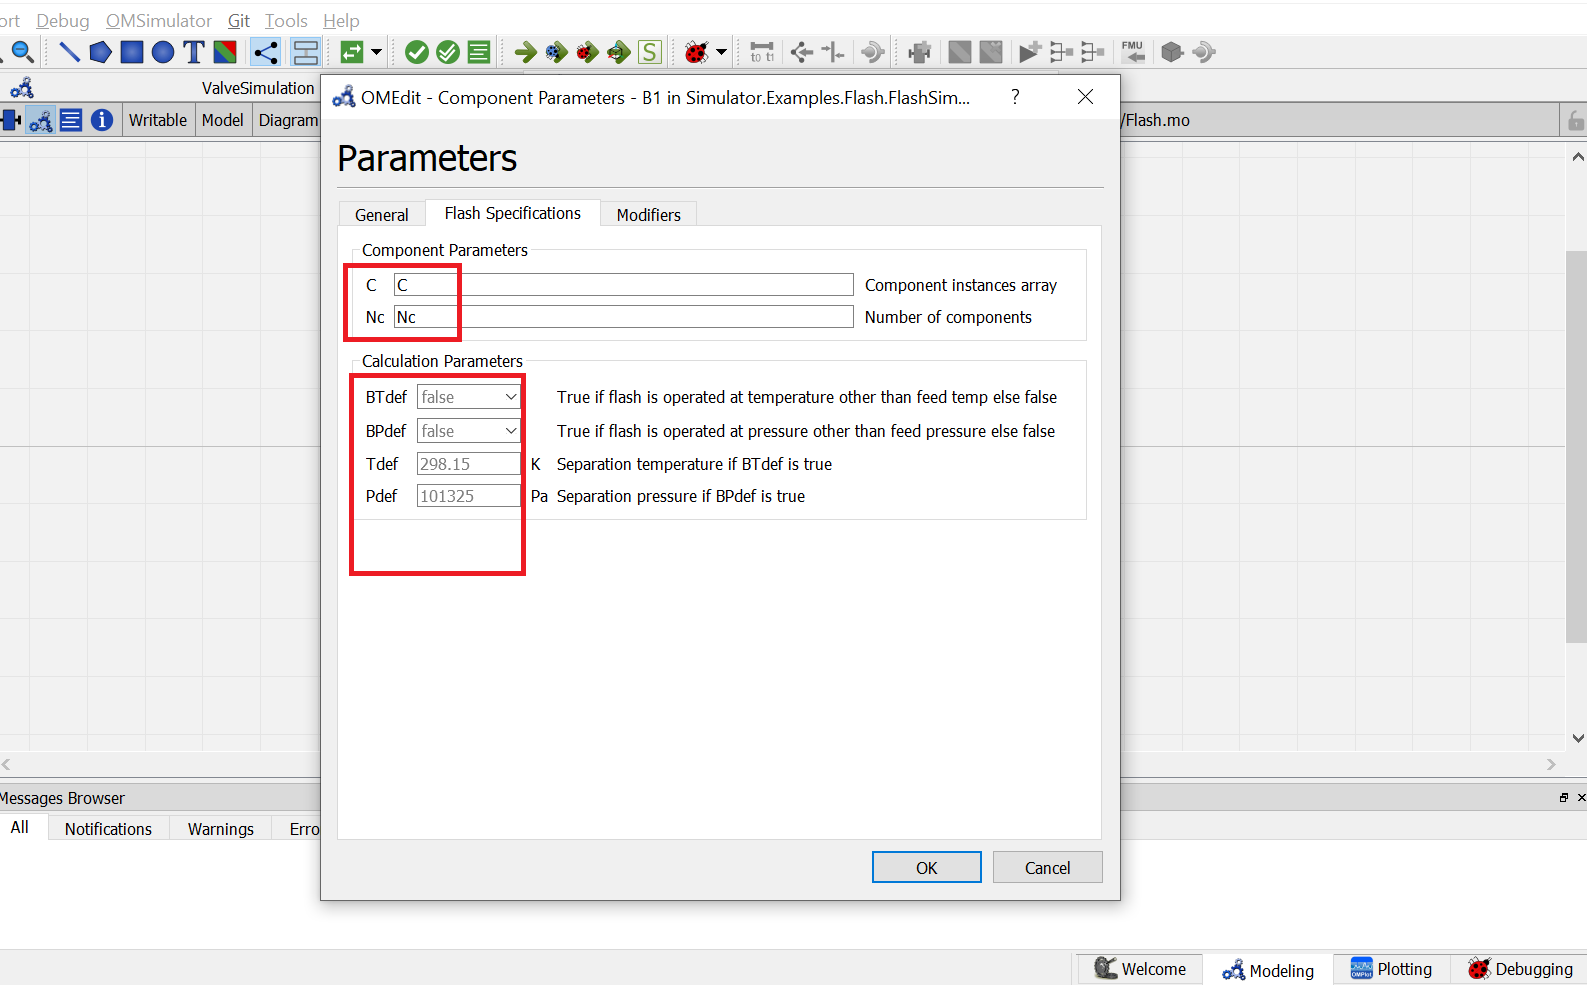 ort Debug OMSimulator Git Tools Help
T S t0 t1 FMU
ValveSimulation
OMEdit - Component Parameters - B1 in Simulator.Examples.Flash.FlashSim... ?
i Writable Model Diagram /Flash.mo
Parameters
General Flash Specifications Modifiers
Component Parameters
C C Component instances array
Nc Nc Number of components
Calculation Parameters
BTdef false True if flash is operated at temperature other than feed temp else false
BPdef false True if flash is operated at pressure other than feed pressure else false
Tdef 298.15 K Separation temperature if BTdef is true
Pdef 101325 Pa Separation pressure if BPdef is true
Messages Browser
All Notifications Warnings Erro
OK Cancel
Welcome Modeling OMPlot Plotting Debugging